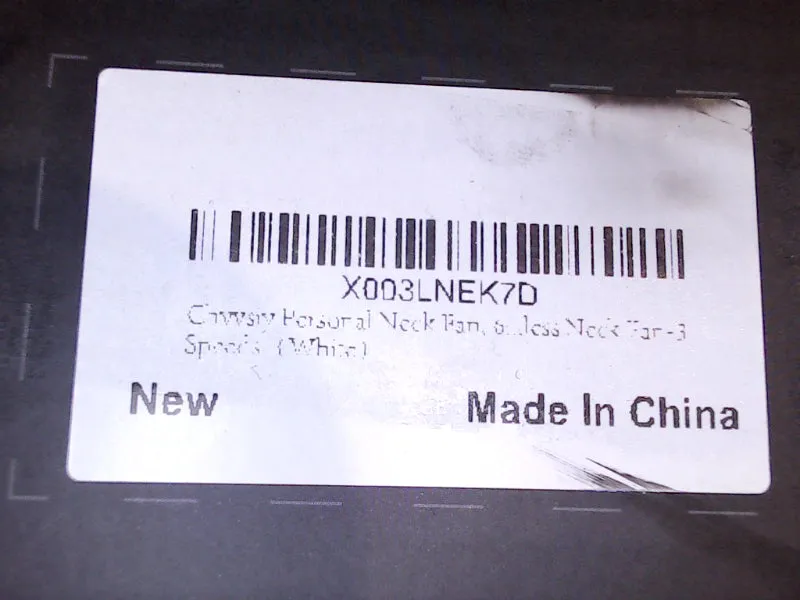 X003LNEK7D
Personal Neck Fan, Neck Fan-3
Speeds (White)
New
Made In China